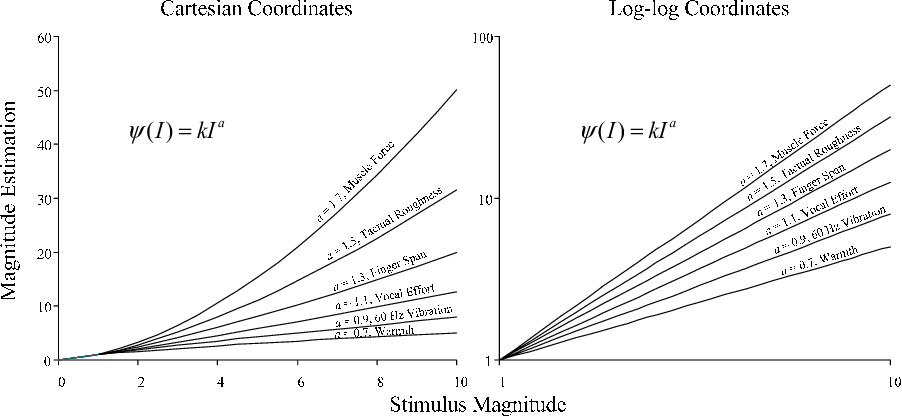 Cartesian Coordinates
Log-log Coordinates
Magnitude Estimation
60
50
40
30
20
10
0
ψ(I) = kIᵃ
a = 1.7, Muscle Force
a = 1.5, Tactual Roughness
a = 1.3, Finger Span
a = 1.1, Vocal Effort
a = 0.9, 60 Hz Vibration
a = 0.7, Warmth
0
2
4
6
8
10
100
10
1
ψ(I) = kIᵃ
a = 1.7, Muscle Force
a = 1.5, Tactual Roughness
a = 1.3, Finger Span
a = 1.1, Vocal Effort
a = 0.9, 60 Hz Vibration
a = 0.7, Warmth
1
10
Stimulus Magnitude